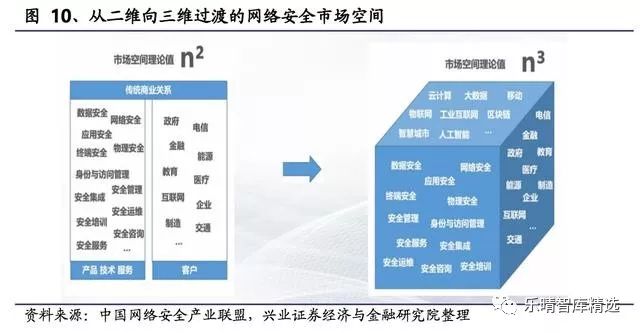 图 10、从二维向三维过渡的网络安全市场空间
市场空间理论值 n²
传统商业关系
数据安全
网络安全
应用安全
终端安全
物理安全
身份与访问管理
安全集成
安全管理
安全培训
安全运维
安全服务
安全咨询
...
产品 技术 服务
政府
电信
金融
能源
教育
医疗
互联网
企业
制造
交通
...
客户
市场空间理论值 n³
云计算 大数据 移动
物联网 工业互联网 区块链
智慧城市 人工智能 ...
数据安全
网络安全
应用安全
终端安全
物理安全
安全管理
身份与访问管理
安全服务
安全集成
安全运维
安全咨询
安全培训
电信
金融
政府
教育
医疗
能源
制造
企业
互联网
...
交通
资料来源：中国网络安全产业联盟，兴业证券经济与金融研究院整理
乐晴智库精选